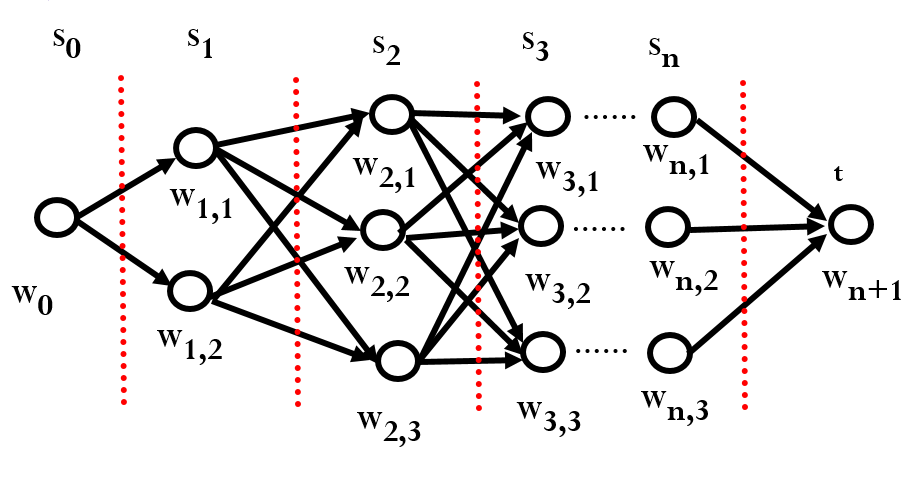 s0 s1 s2 s3 sn
w1,1 w2,1 w3,1 ...... wn,1
t
w0 w2,2 w3,2 ...... wn,2 wn+1
w1,2
w2,3 w3,3 ...... wn,3